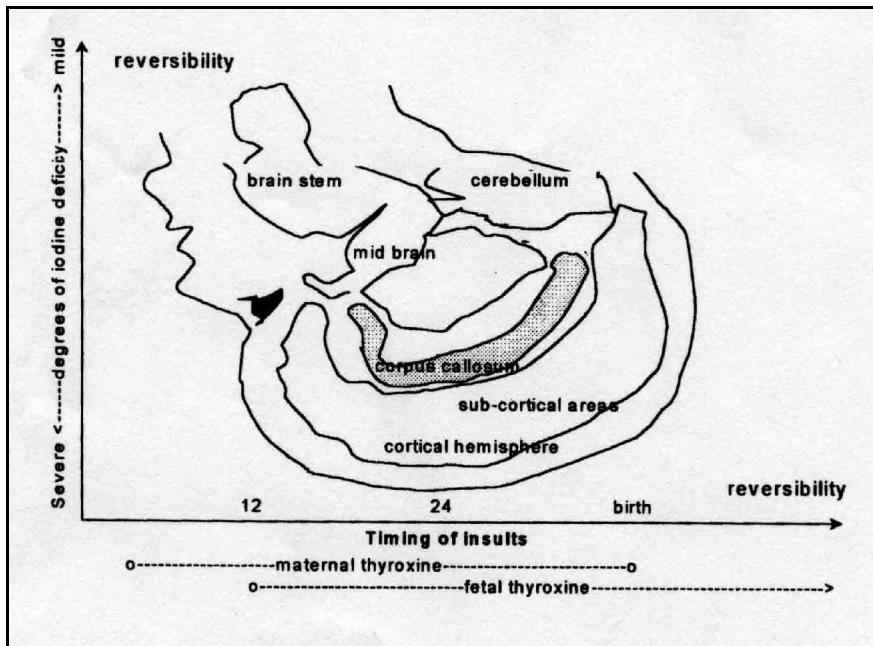 reversibility
Severe <------degrees of iodine deficty-------> mild
brain stem
cerebellum
mid brain
corpus callosum
sub-cortical areas
cortical hemisphere
reversibility
12 24 birth
Timing of insults
o-----------------maternal thyroxine-----------------------o
o-------------------------fetal thyroxine---------------------------->